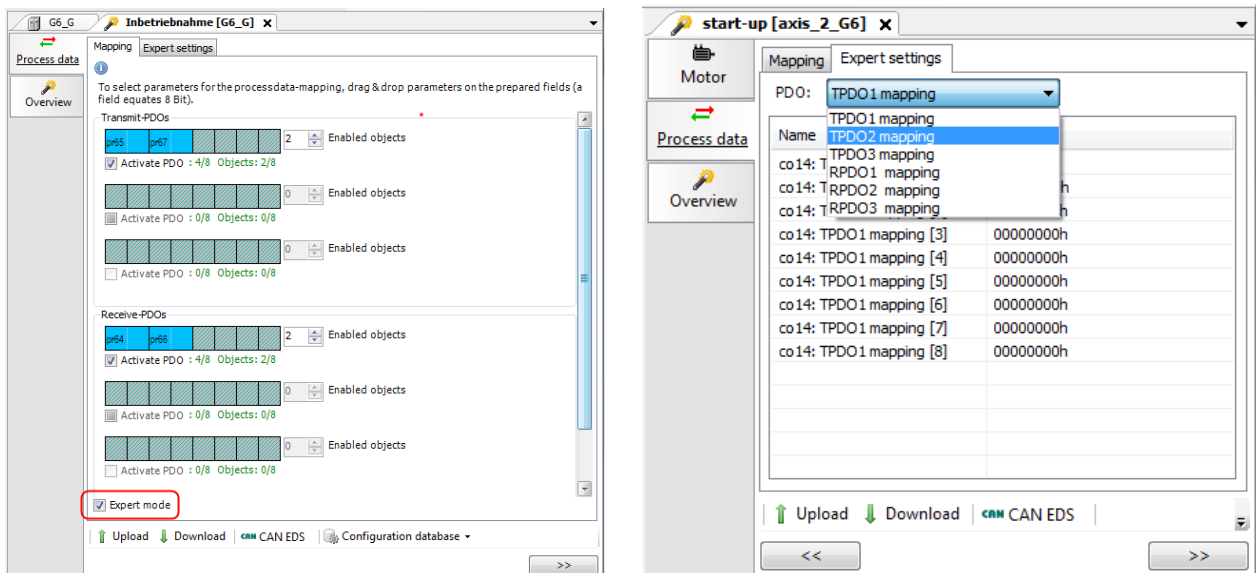 G6_G
Inbetriebnahme [G6_G] x
Process data
Overview
Mapping
Expert settings
To select parameters for the processdata-mapping, drag & drop parameters on the prepared fields (a
field equates 8 Bit).
Transmit-PDOs
pr65 pr67 2 Enabled objects
Activate PDO : 4/8 Objects: 2/8
0 Enabled objects
Activate PDO : 0/8 Objects: 0/8
0 Enabled objects
Activate PDO : 0/8 Objects: 0/8
Receive-PDOs
pr64 pr66 2 Enabled objects
Activate PDO : 4/8 Objects: 2/8
0 Enabled objects
Activate PDO : 0/8 Objects: 0/8
0 Enabled objects
Activate PDO : 0/8 Objects: 0/8
Expert mode
Upload Download CAN CAN EDS Configuration database
>>
start-up [axis_2_G6] x
Motor
Process data
Overview
Mapping
Expert settings
PDO: TPDO1 mapping
TPDO1 mapping
TPDO2 mapping
TPDO3 mapping
RPDO1 mapping
RPDO2 mapping
RPDO3 mapping
Name
co14: T
co14: T h
co14: T h
co14: TPDO1 mapping [3] 00000000h
co14: TPDO1 mapping [4] 00000000h
co14: TPDO1 mapping [5] 00000000h
co14: TPDO1 mapping [6] 00000000h
co14: TPDO1 mapping [7] 00000000h
co14: TPDO1 mapping [8] 00000000h
Upload Download CAN CAN EDS
<< >>